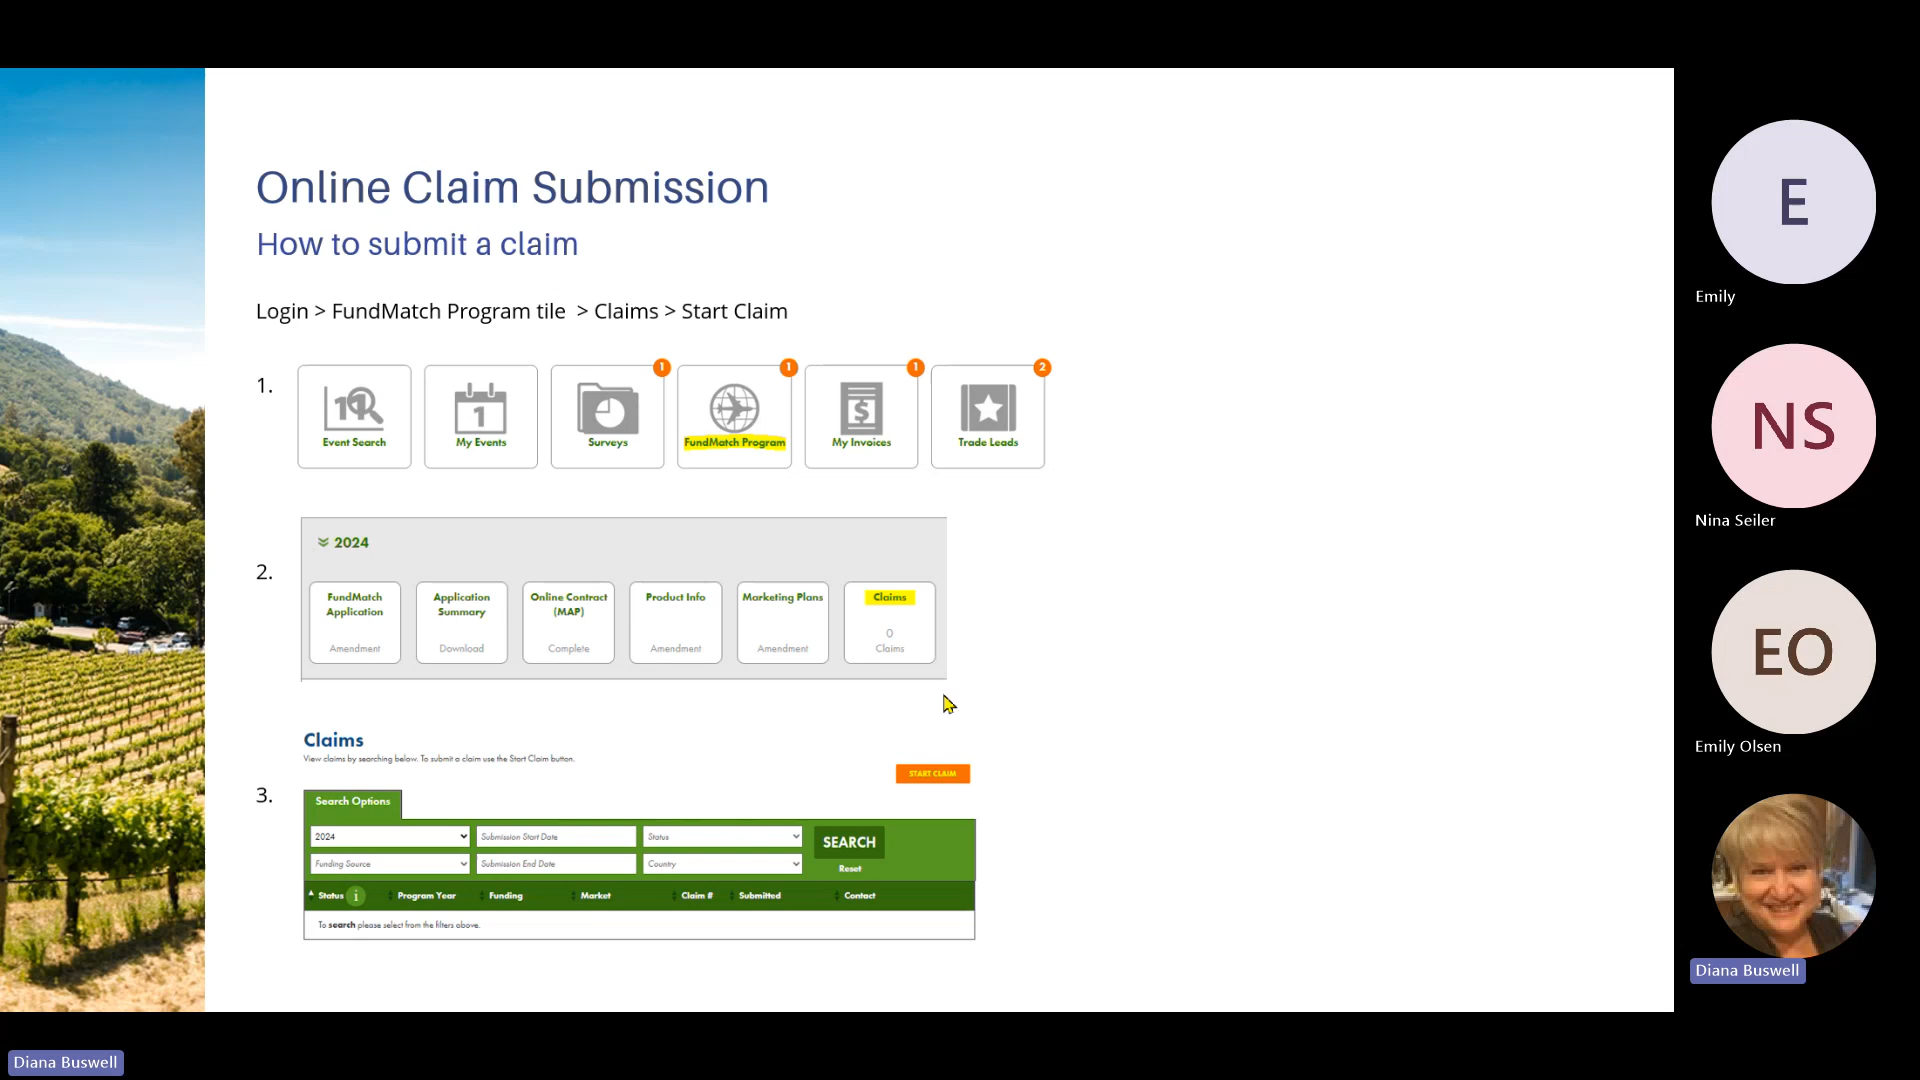 Online Claim Submission
How to submit a claim
Login > FundMatch Program tile > Claims > Start Claim
1.
Event Search
1
My Events
Surveys
1
FundMatch Program
1
My Invoices
1
Trade Leads
2
2.
2024
FundMatch
Application
Amendment
Application
Summary
Download
Online Contract
(MAP)
Complete
Product Info
Amendment
Marketing Plans
Amendment
Claims
0
Claims
3.
Claims
View claims by searching below. To submit a claim use the Start Claim button.
START CLAIM
Search Options
2024 Submission Start Date Status SEARCH
Funding Source Submission End Date Country Reset
Status i Program Year Funding Market Claim # Submitted Contact
To search please select from the filters above.
E
Emily
NS
Nina Seiler
EO
Emily Olsen
Diana Buswell
Diana Buswell